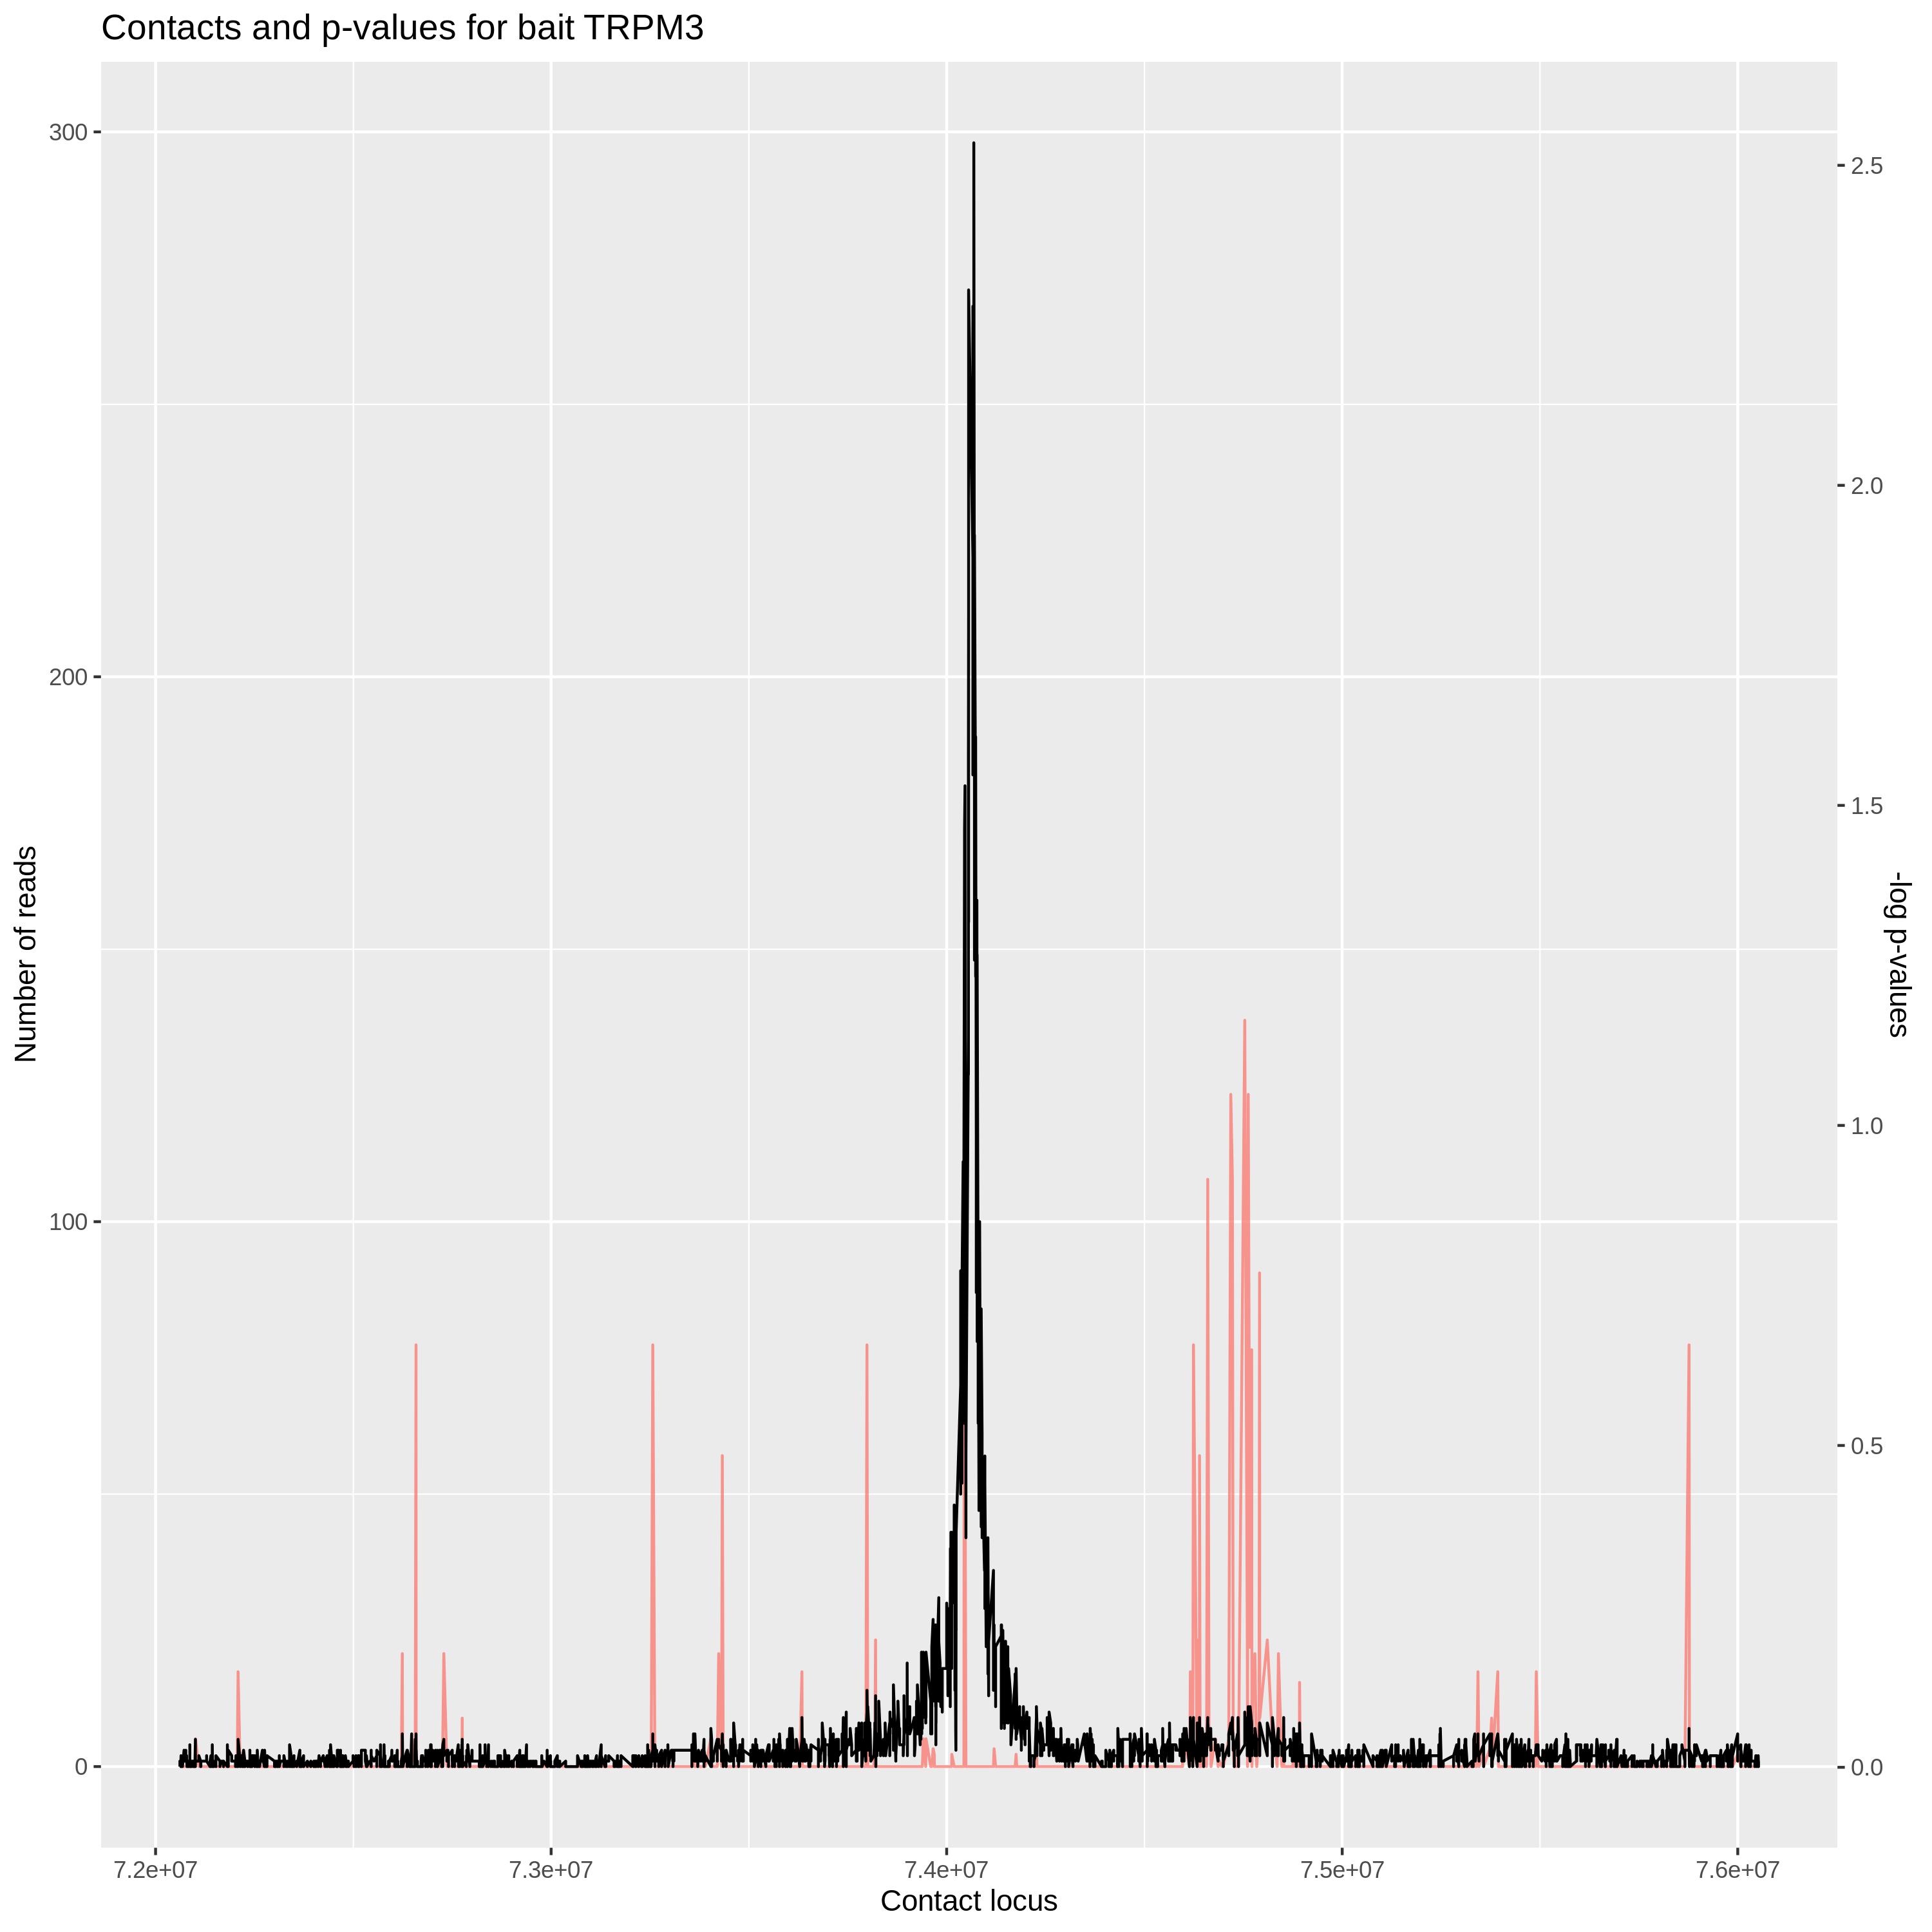 Contacts and p-values for bait TRPM3
300
200
100
0
Number of reads
2.5
2.0
1.5
1.0
0.5
0.0
-log p-values
7.2e+07 7.3e+07 7.4e+07 7.5e+07 7.6e+07
Contact locus